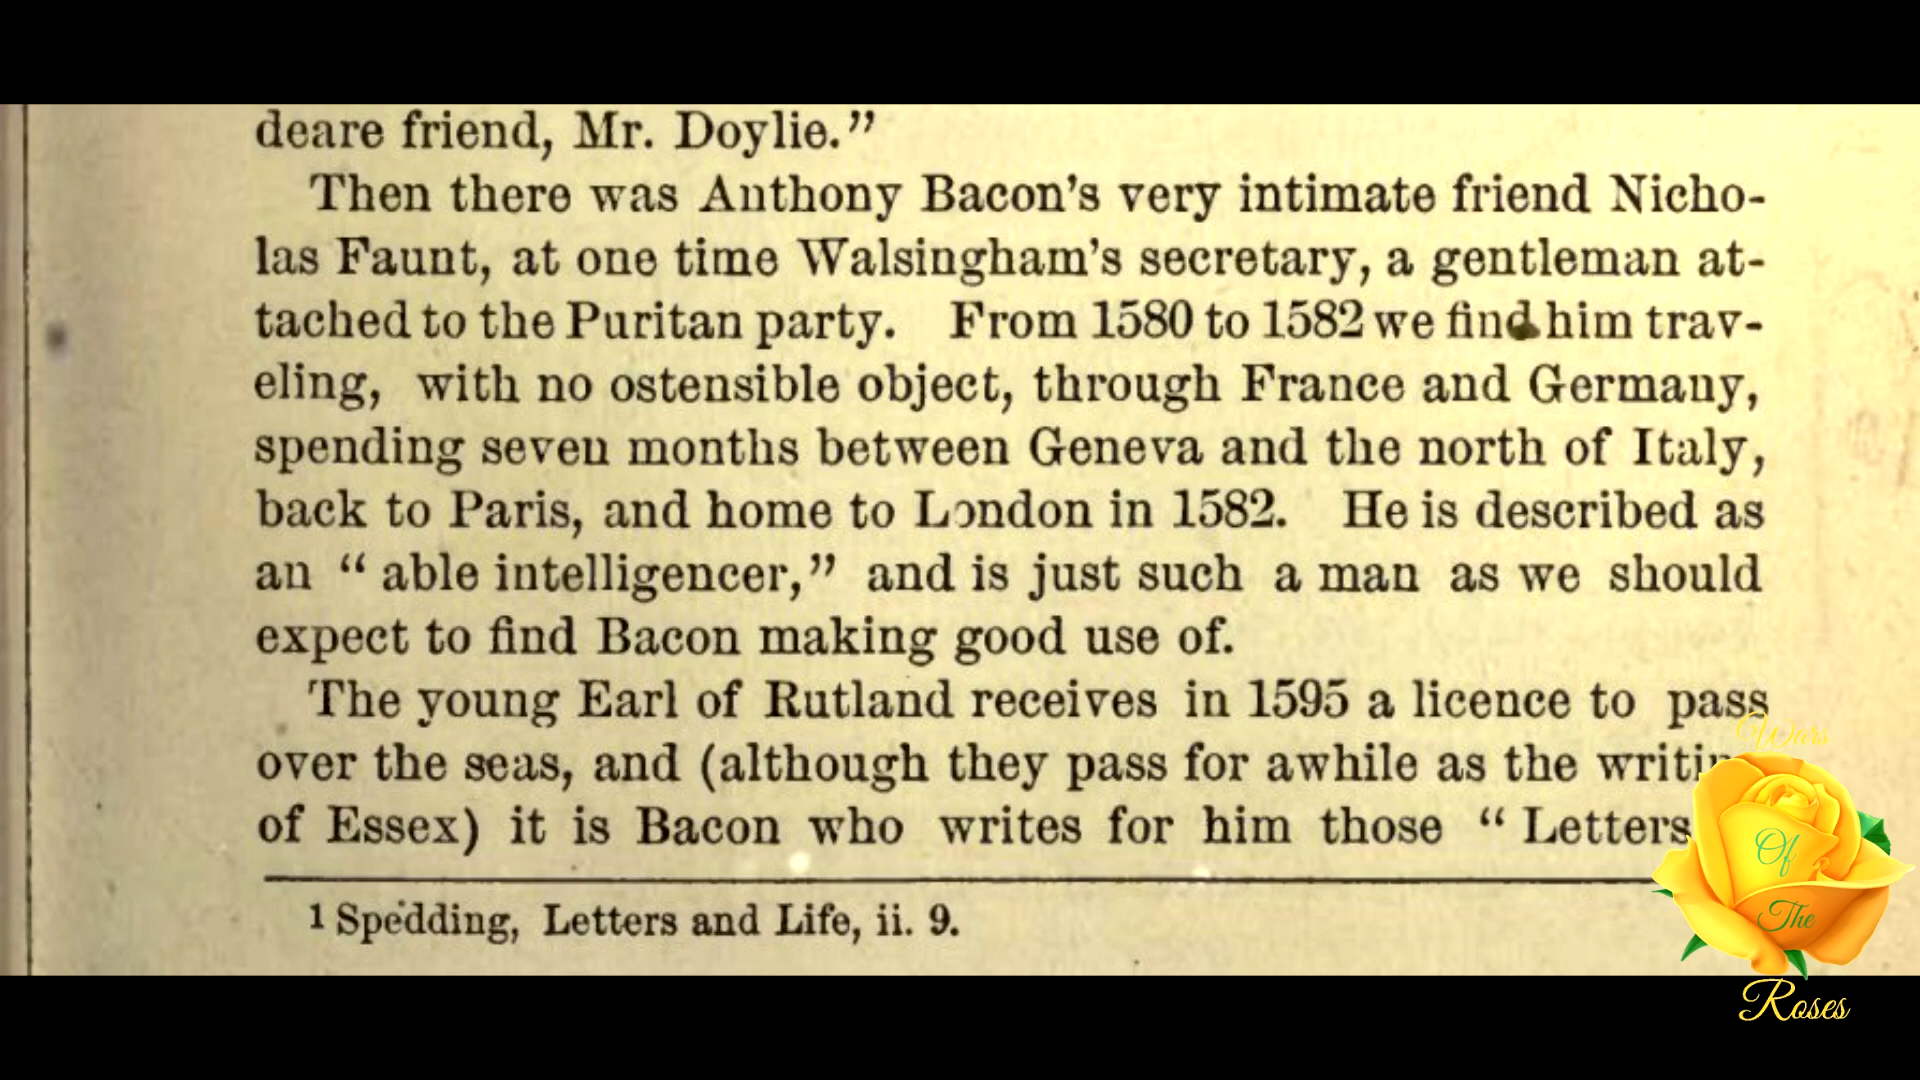 deare friend, Mr. Doylie.”
Then there was Anthony Bacon’s very intimate friend Nicho-
las Faunt, at one time Walsingham’s secretary, a gentleman at-
tached to the Puritan party. From 1580 to 1582 we find him trav-
eling, with no ostensible object, through France and Germany,
spending seven months between Geneva and the north of Italy,
back to Paris, and home to London in 1582. He is described as
an “ able intelligencer,” and is just such a man as we should
expect to find Bacon making good use of.
The young Earl of Rutland receives in 1595 a licence to pass
over the seas, and (although they pass for awhile as the
of Essex) it is Bacon who writes for him those “ Letters
1 Spedding, Letters and Life, ii. 9.
Wars
Of
The
Roses